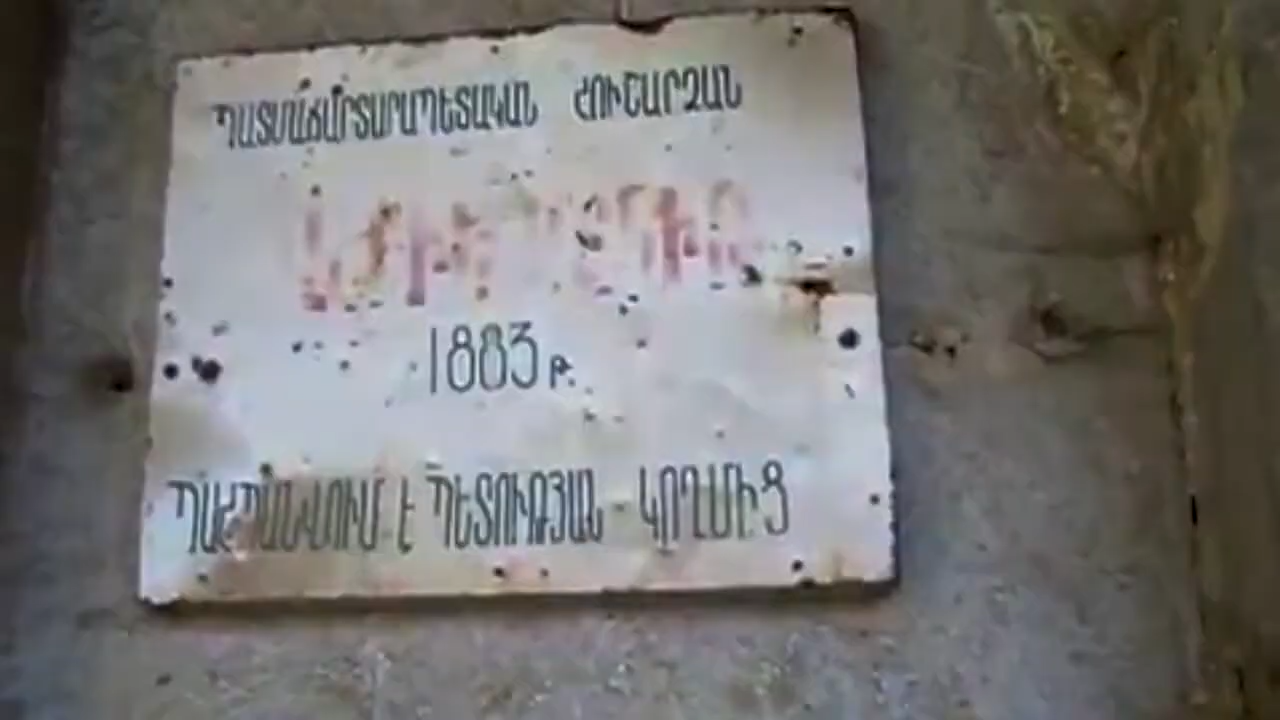 ՊԱՏՄԱՃԱՐՏԱՐԱՊԵՏԱԿԱՆ ՀՈՒՇԱՐՁԱՆ
1883 թ.
ՊԱՀՊԱՆՎՈՒՄ Է ՊԵՏՈՒԹՅԱՆ ԿՈՂՄԻՑ